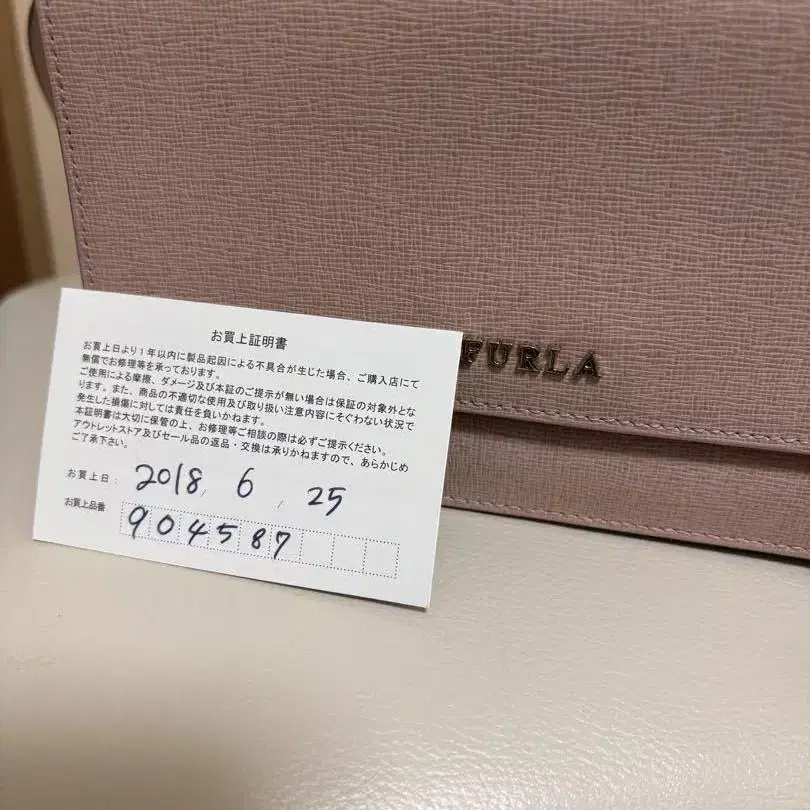 FURLA
お買上証明書
お買上日より1年以内に製品起因による不具合が生じた場合、ご購入店にて
無償でお修理等を承っております。
ご使用による摩擦、ダメージ及び本証のご提示が無い場合は保証の対象外とな
ります。また、商品の不適切な使用及び取り扱い注意内容にそぐわない状況で
発生した損傷に対しては責任を負いかねます。
本証明書は大切に保管の上、お修理等ご相談の際は必ずご提示ください。
アウトレットストア及びセール品の返品・交換は承りかねますので、あらかじめ
ご了承下さい。
お買上日: 2018, 6, 25
お買上品番 904587